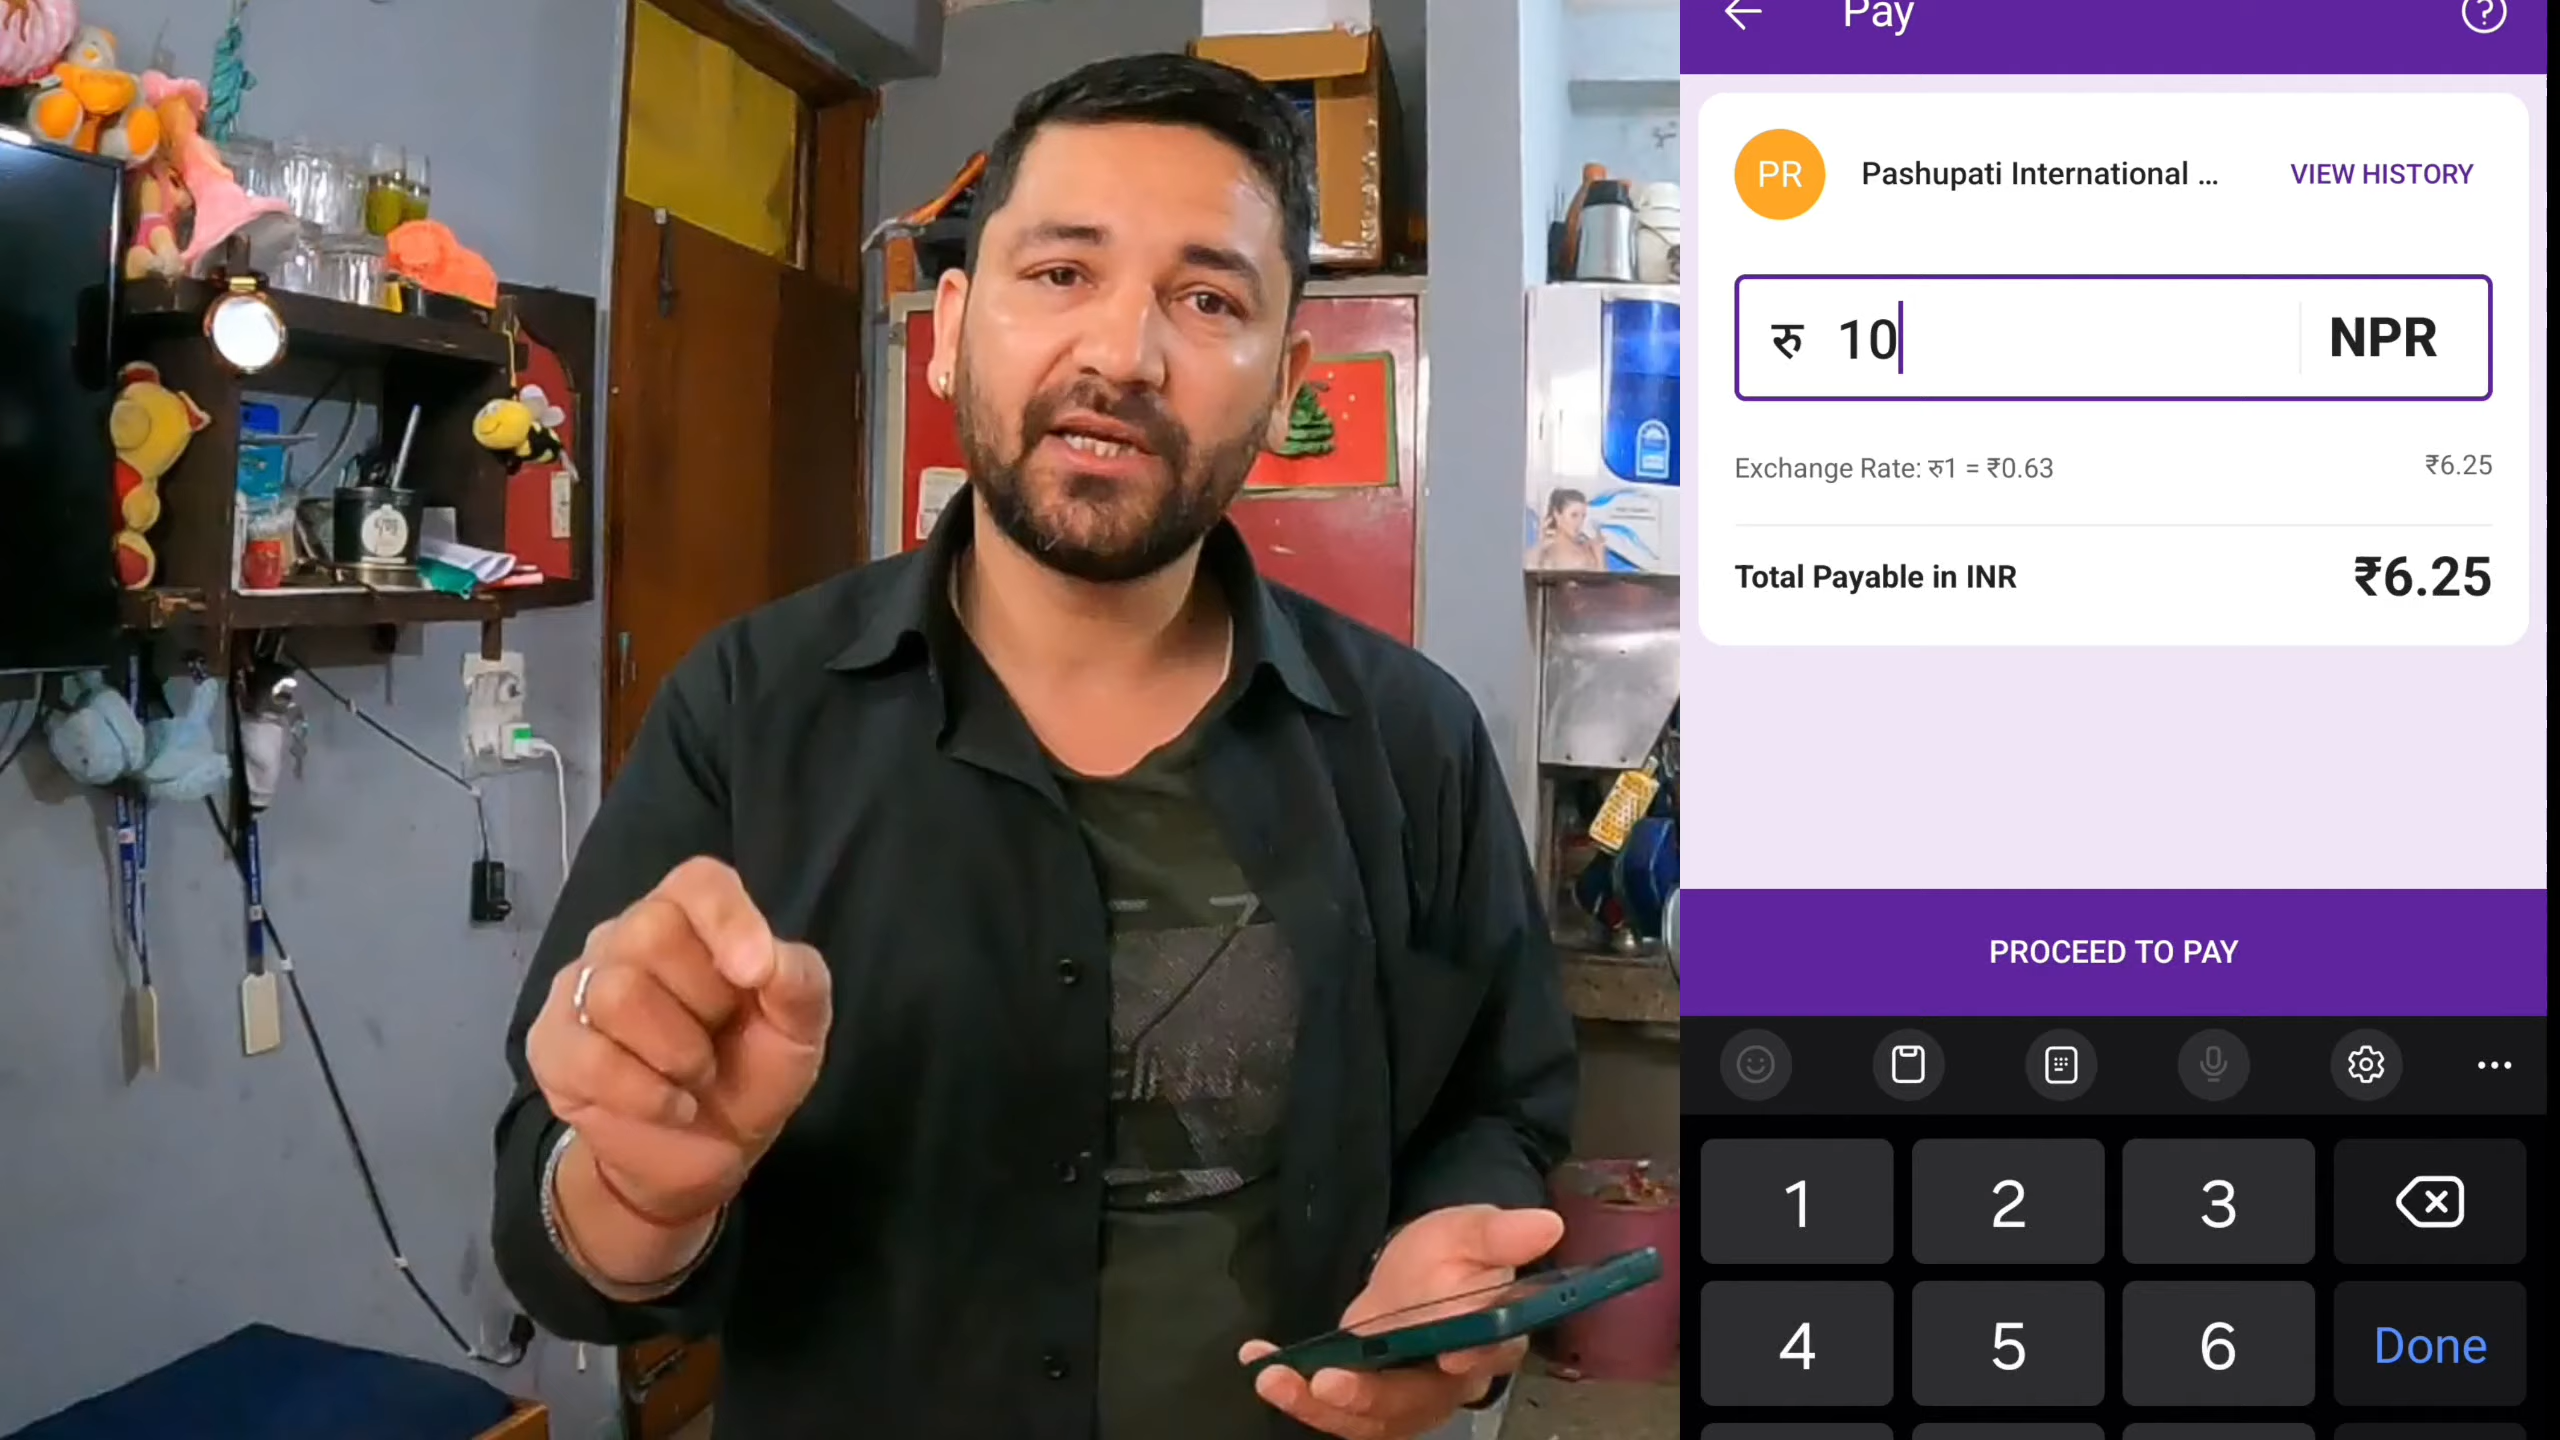 Pay
PR Pashupati International ... VIEW HISTORY
रु 10 NPR
Exchange Rate: रु1 = ₹0.63 ₹6.25
Total Payable in INR ₹6.25
PROCEED TO PAY
1 2 3
4 5 6 Done